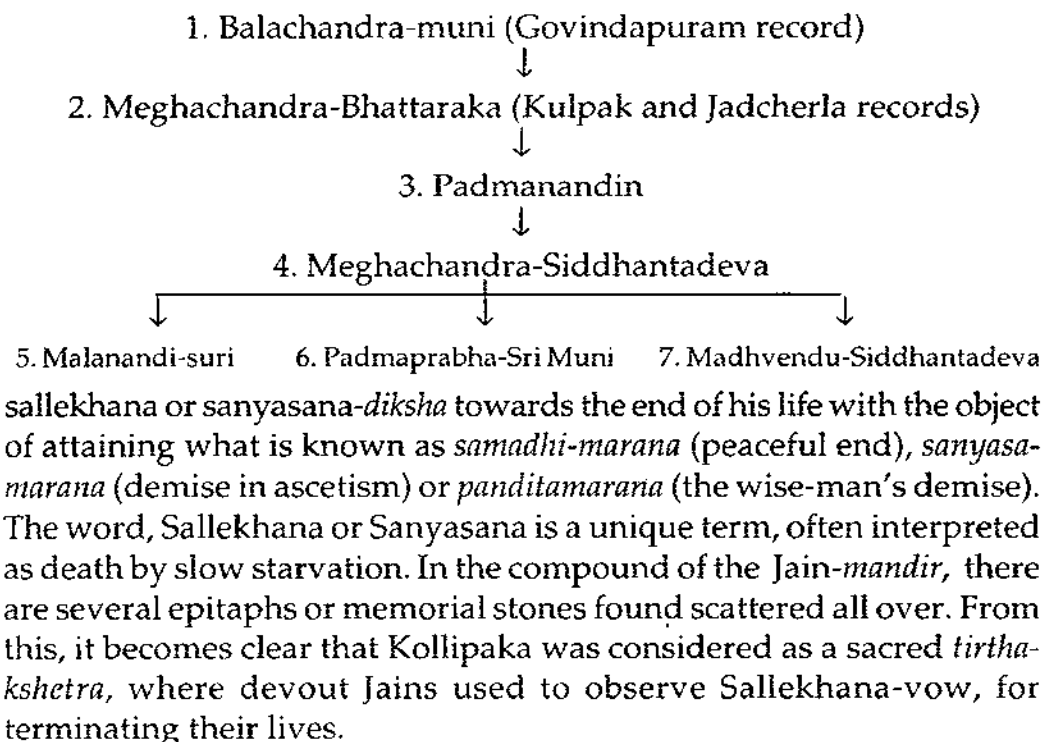 1. Balachandra-muni (Govindapuram record)
↓
2. Meghachandra-Bhattaraka (Kulpak and Jadcherla records)
↓
3. Padmanandin
↓
4. Meghachandra-Siddhantadeva
↓ ↓ ↓
5. Malanandi-suri 6. Padmaprabha-Sri Muni 7. Madhvendu-Siddhantadeva
sallekhana or sanyasana-diksha towards the end of his life with the object
of attaining what is known as samadhi-marana (peaceful end), sanyasa-
marana (demise in ascetism) or panditamarana (the wise-man's demise).
The word, Sallekhana or Sanyasana is a unique term, often interpreted
as death by slow starvation. In the compound of the Jain-mandir, there
are several epitaphs or memorial stones found scattered all over. From
this, it becomes clear that Kollipaka was considered as a sacred tirtha-
kshetra, where devout Jains used to observe Sallekhana-vow, for
terminating their lives.